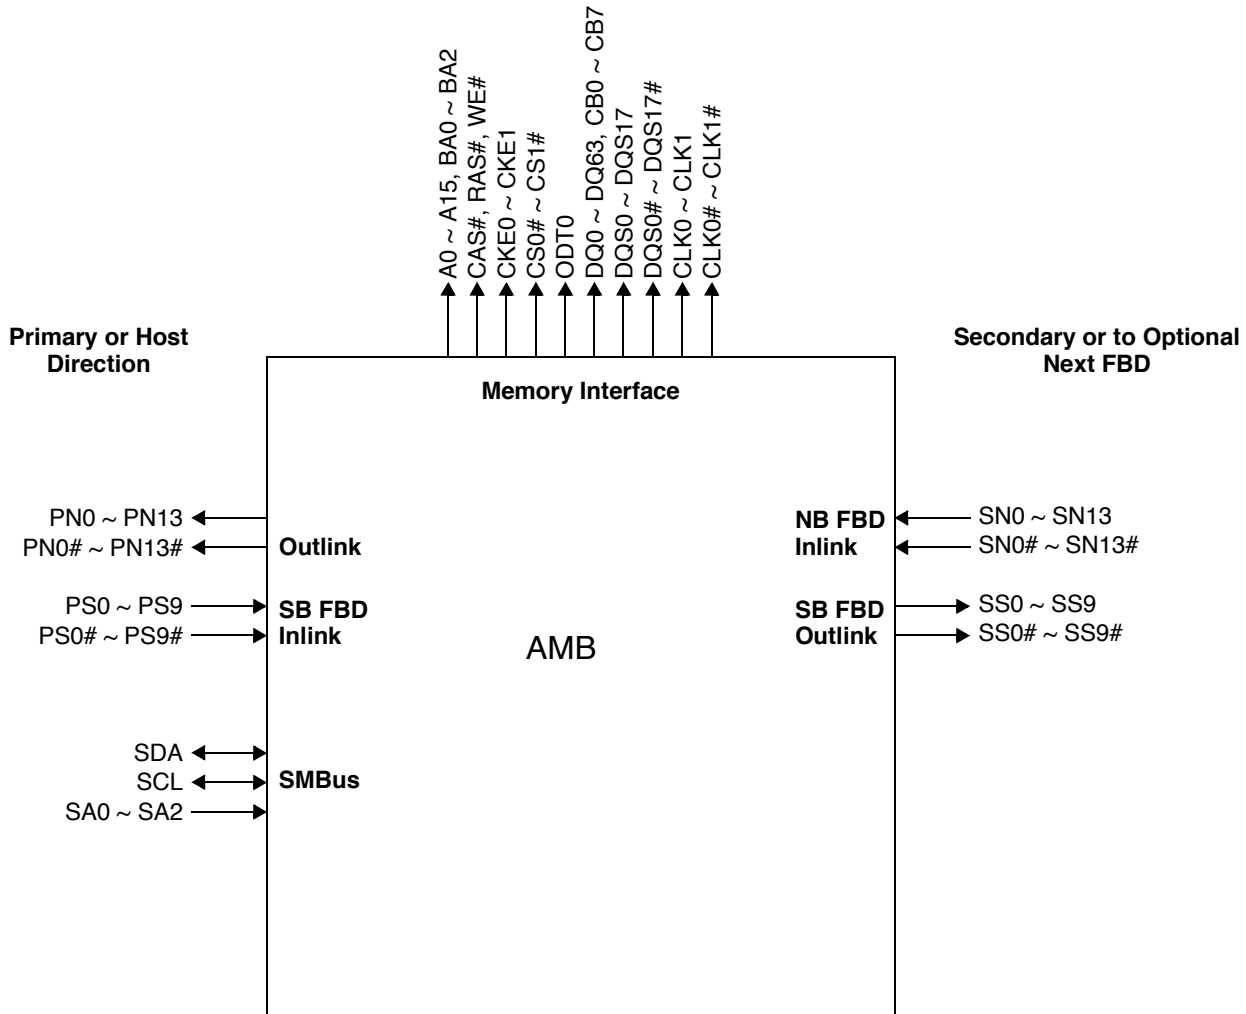 A0 ~ A15, BA0 ~ BA2
CAS#, RAS#, WE#
CKE0 ~ CKE1
CS0# ~ CS1#
ODT0
DQ0 ~ DQ63, CB0 ~ CB7
DQS0 ~ DQS17
DQS0# ~ DQS17#
CLK0 ~ CLK1
CLK0# ~ CLK1#
Primary or Host
Direction
Secondary or to Optional
Next FBD
Memory Interface
PN0 ~ PN13
PN0# ~ PN13#
Outlink
NB FBD
Inlink
SN0 ~ SN13
SN0# ~ SN13#
PS0 ~ PS9
PS0# ~ PS9#
SB FBD
Inlink
AMB
SB FBD
Outlink
SS0 ~ SS9
SS0# ~ SS9#
SDA
SCL
SA0 ~ SA2
SMBus